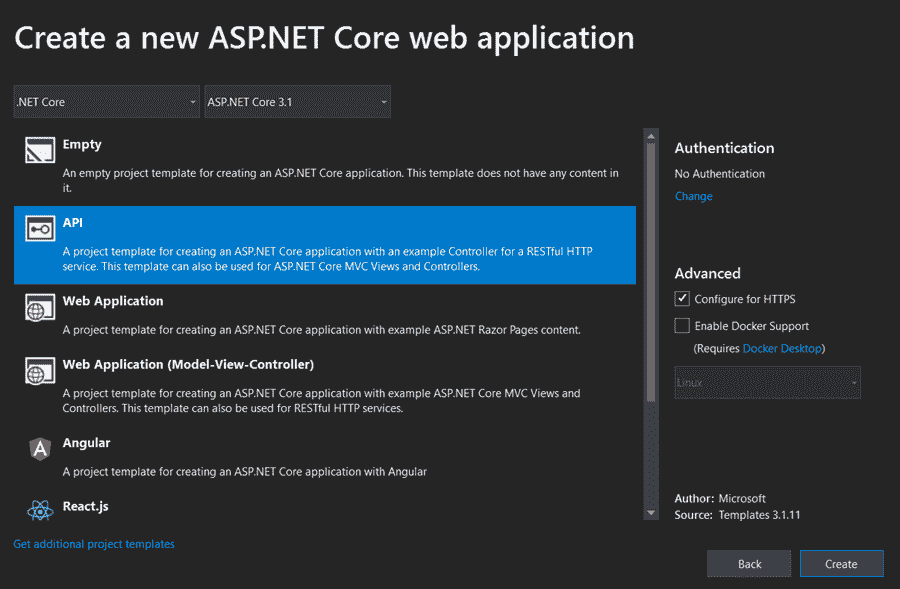 Create a new ASP.NET Core web application
.NET Core
ASP.NET Core 3.1
Empty
An empty project template for creating an ASP.NET Core application. This template does not have any content in
it.
API
A project template for creating an ASP.NET Core application with an example Controller for a RESTful HTTP
service. This template can also be used for ASP.NET Core MVC Views and Controllers.
Web Application
A project template for creating an ASP.NET Core application with example ASP.NET Razor Pages content.
Web Application (Model-View-Controller)
A project template for creating an ASP.NET Core application with example ASP.NET Core MVC Views and
Controllers. This template can also be used for RESTful HTTP services.
Angular
A project template for creating an ASP.NET Core application with Angular
React.js
Get additional project templates
Authentication
No Authentication
Change
Advanced
Configure for HTTPS
Enable Docker Support
(Requires Docker Desktop)
Linux
Author: Microsoft
Source: Templates 3.1.11
Back
Create